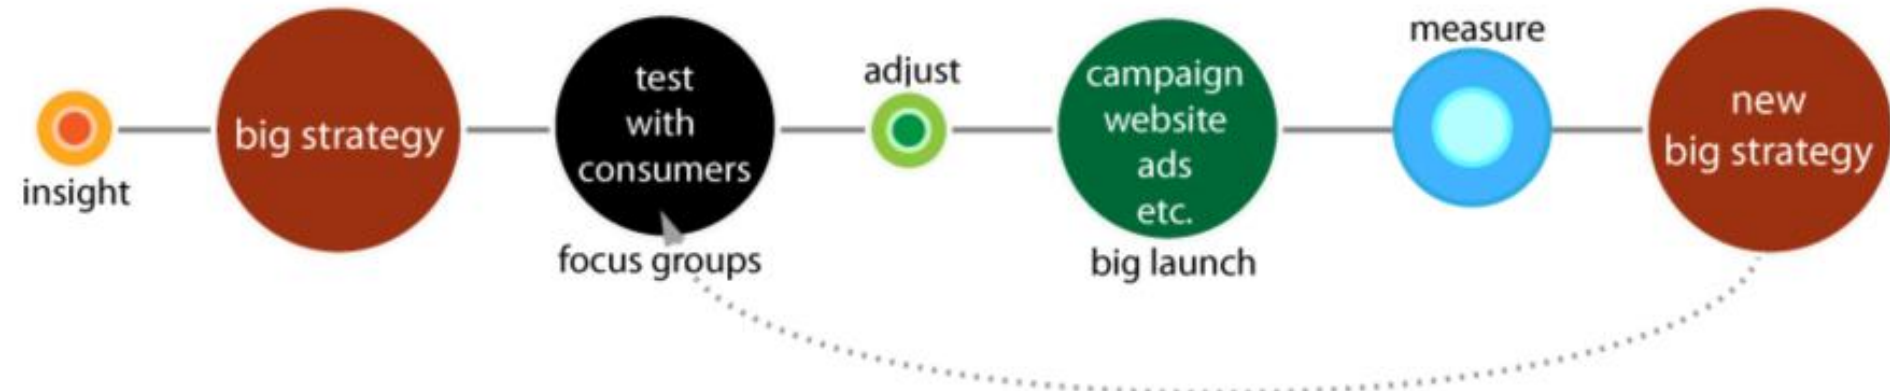 insight
big strategy
test
with
consumers
focus groups
adjust
campaign
website
ads
etc.
big launch
measure
new
big strategy